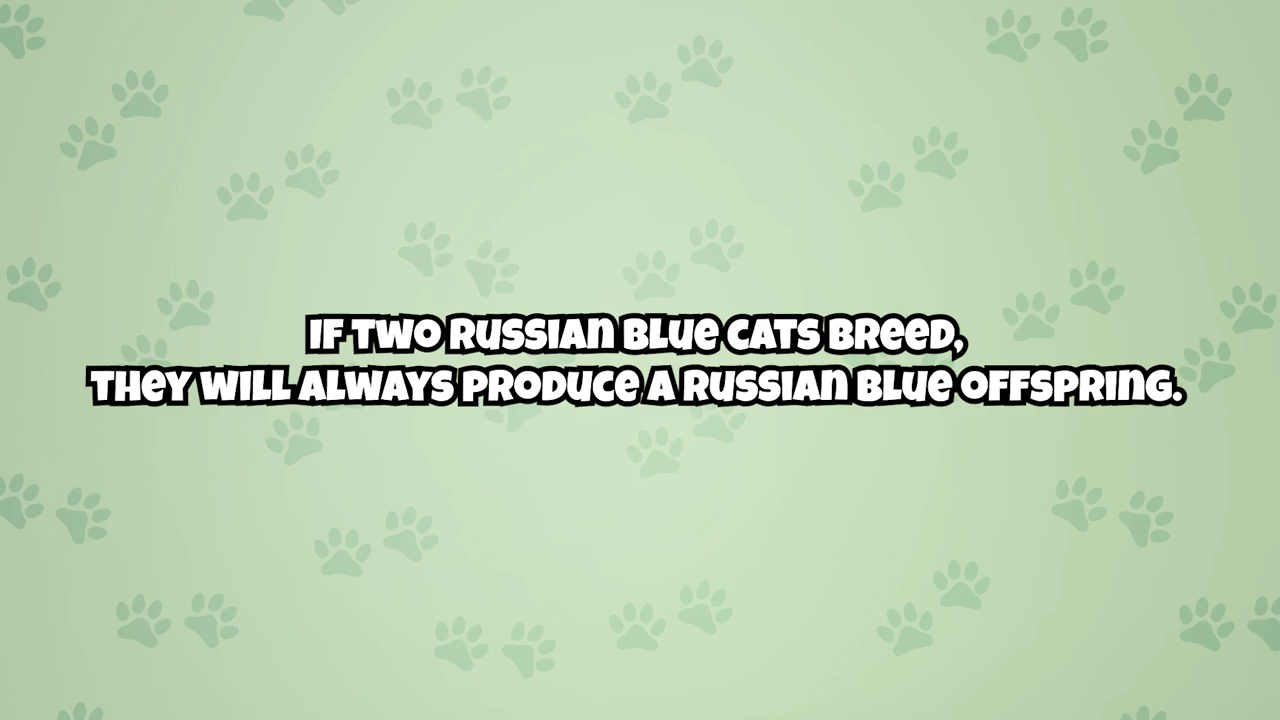 IF TWO RUSSIAN BLUE CATS BREED,
THEY WILL ALWAYS PRODUCE A RUSSIAN BLUE OFFSPRING.